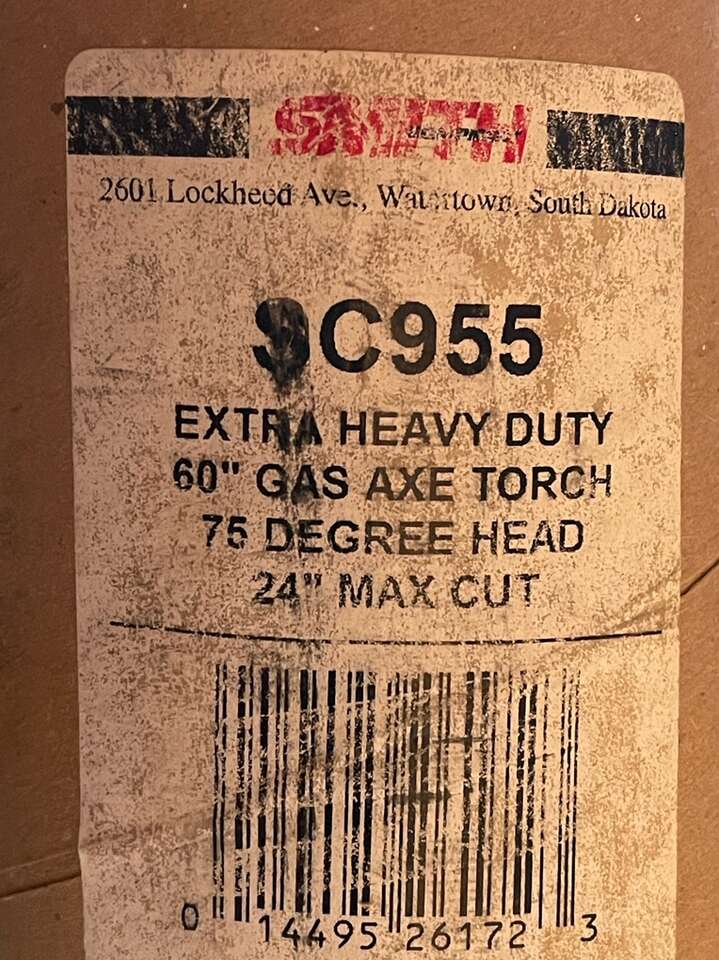 SMITH
EQUIPMENT
2601 Lockheed Ave., Watertown, South Dakota
SC955
EXTRA HEAVY DUTY
60" GAS AXE TORCH
75 DEGREE HEAD
24" MAX CUT
0 14495 26172 3